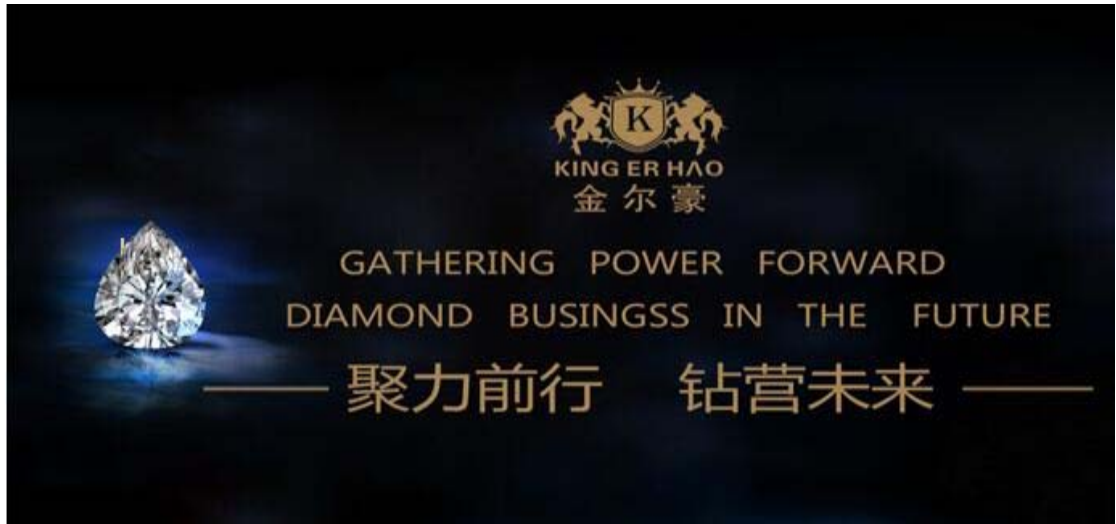 K
KING ER HAO
金尔豪
GATHERING POWER FORWARD
DIAMOND BUSINGSS IN THE FUTURE
聚力前行 钻营未来